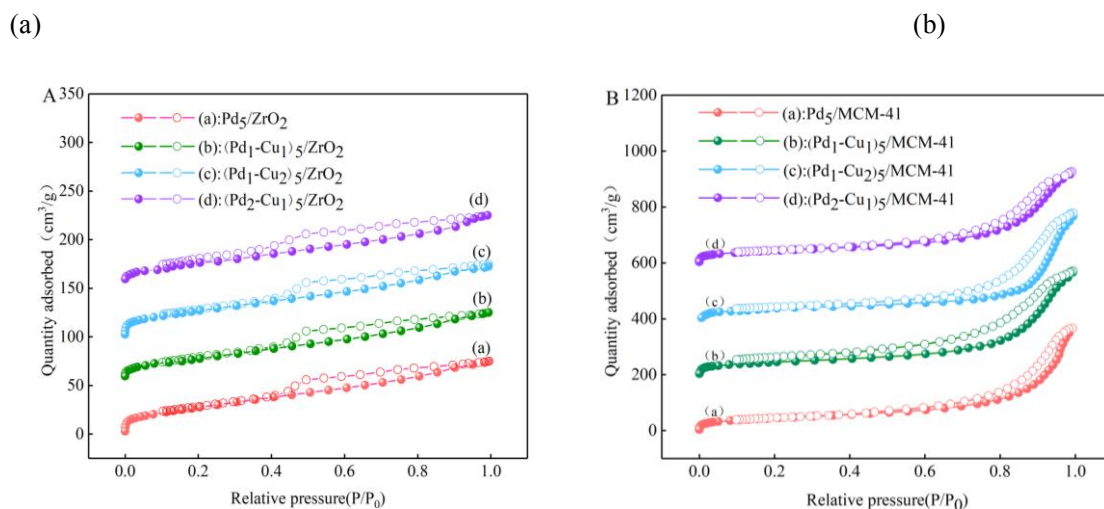 (a)
(b)
A
(a):Pd5/ZrO2
(b):(Pd1-Cu1)5/ZrO2
(c):(Pd1-Cu2)5/ZrO2
(d):(Pd2-Cu1)5/ZrO2
(d)
(c)
(b)
(a)
350
300
250
200
150
100
50
0
Quantity adsorbed (cm3/g)
0.0 0.2 0.4 0.6 0.8 1.0
Relative pressure(P/P0)
B
(a):Pd5/MCM-41
(b):(Pd1-Cu1)5/MCM-41
(c):(Pd1-Cu2)5/MCM-41
(d):(Pd2-Cu1)5/MCM-41
(d)
(c)
(b)
(a)
1200
1000
800
600
400
200
0
Quantity adsorbed (cm3/g)
0.0 0.2 0.4 0.6 0.8 1.0
Relative pressure(P/P0)